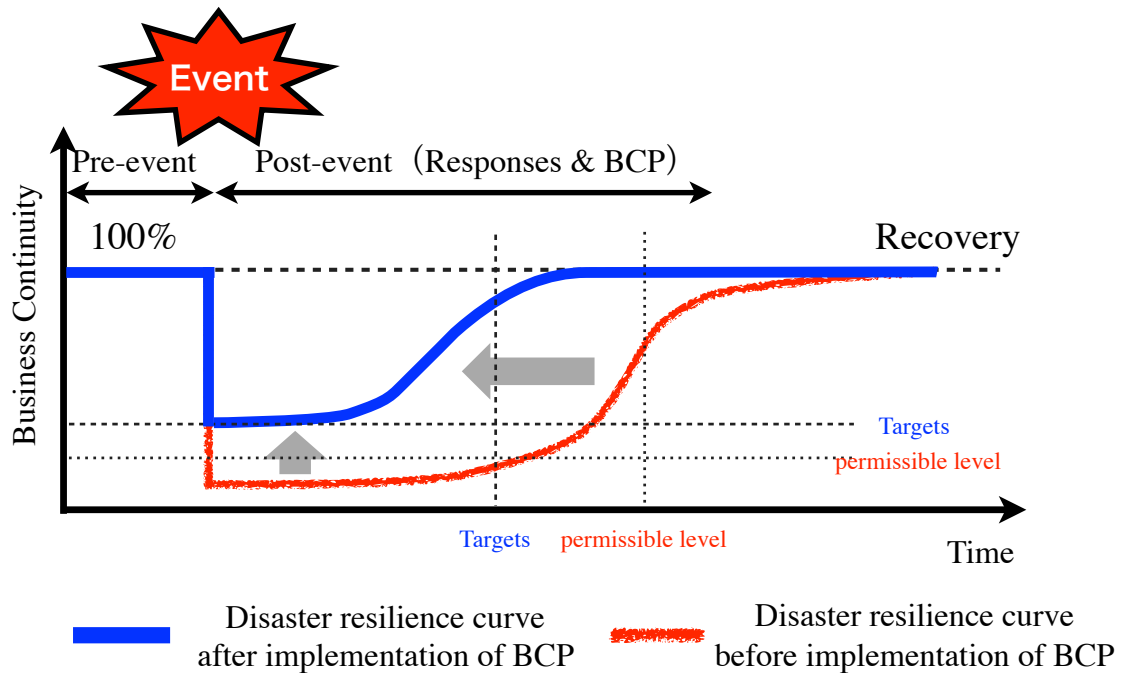 Event
Pre-event
Post-event（Responses & BCP）
100%
Recovery
Business Continuity
Targets
permissible level
Targets
permissible level
Time
Disaster resilience curve
after implementation of BCP
Disaster resilience curve
before implementation of BCP